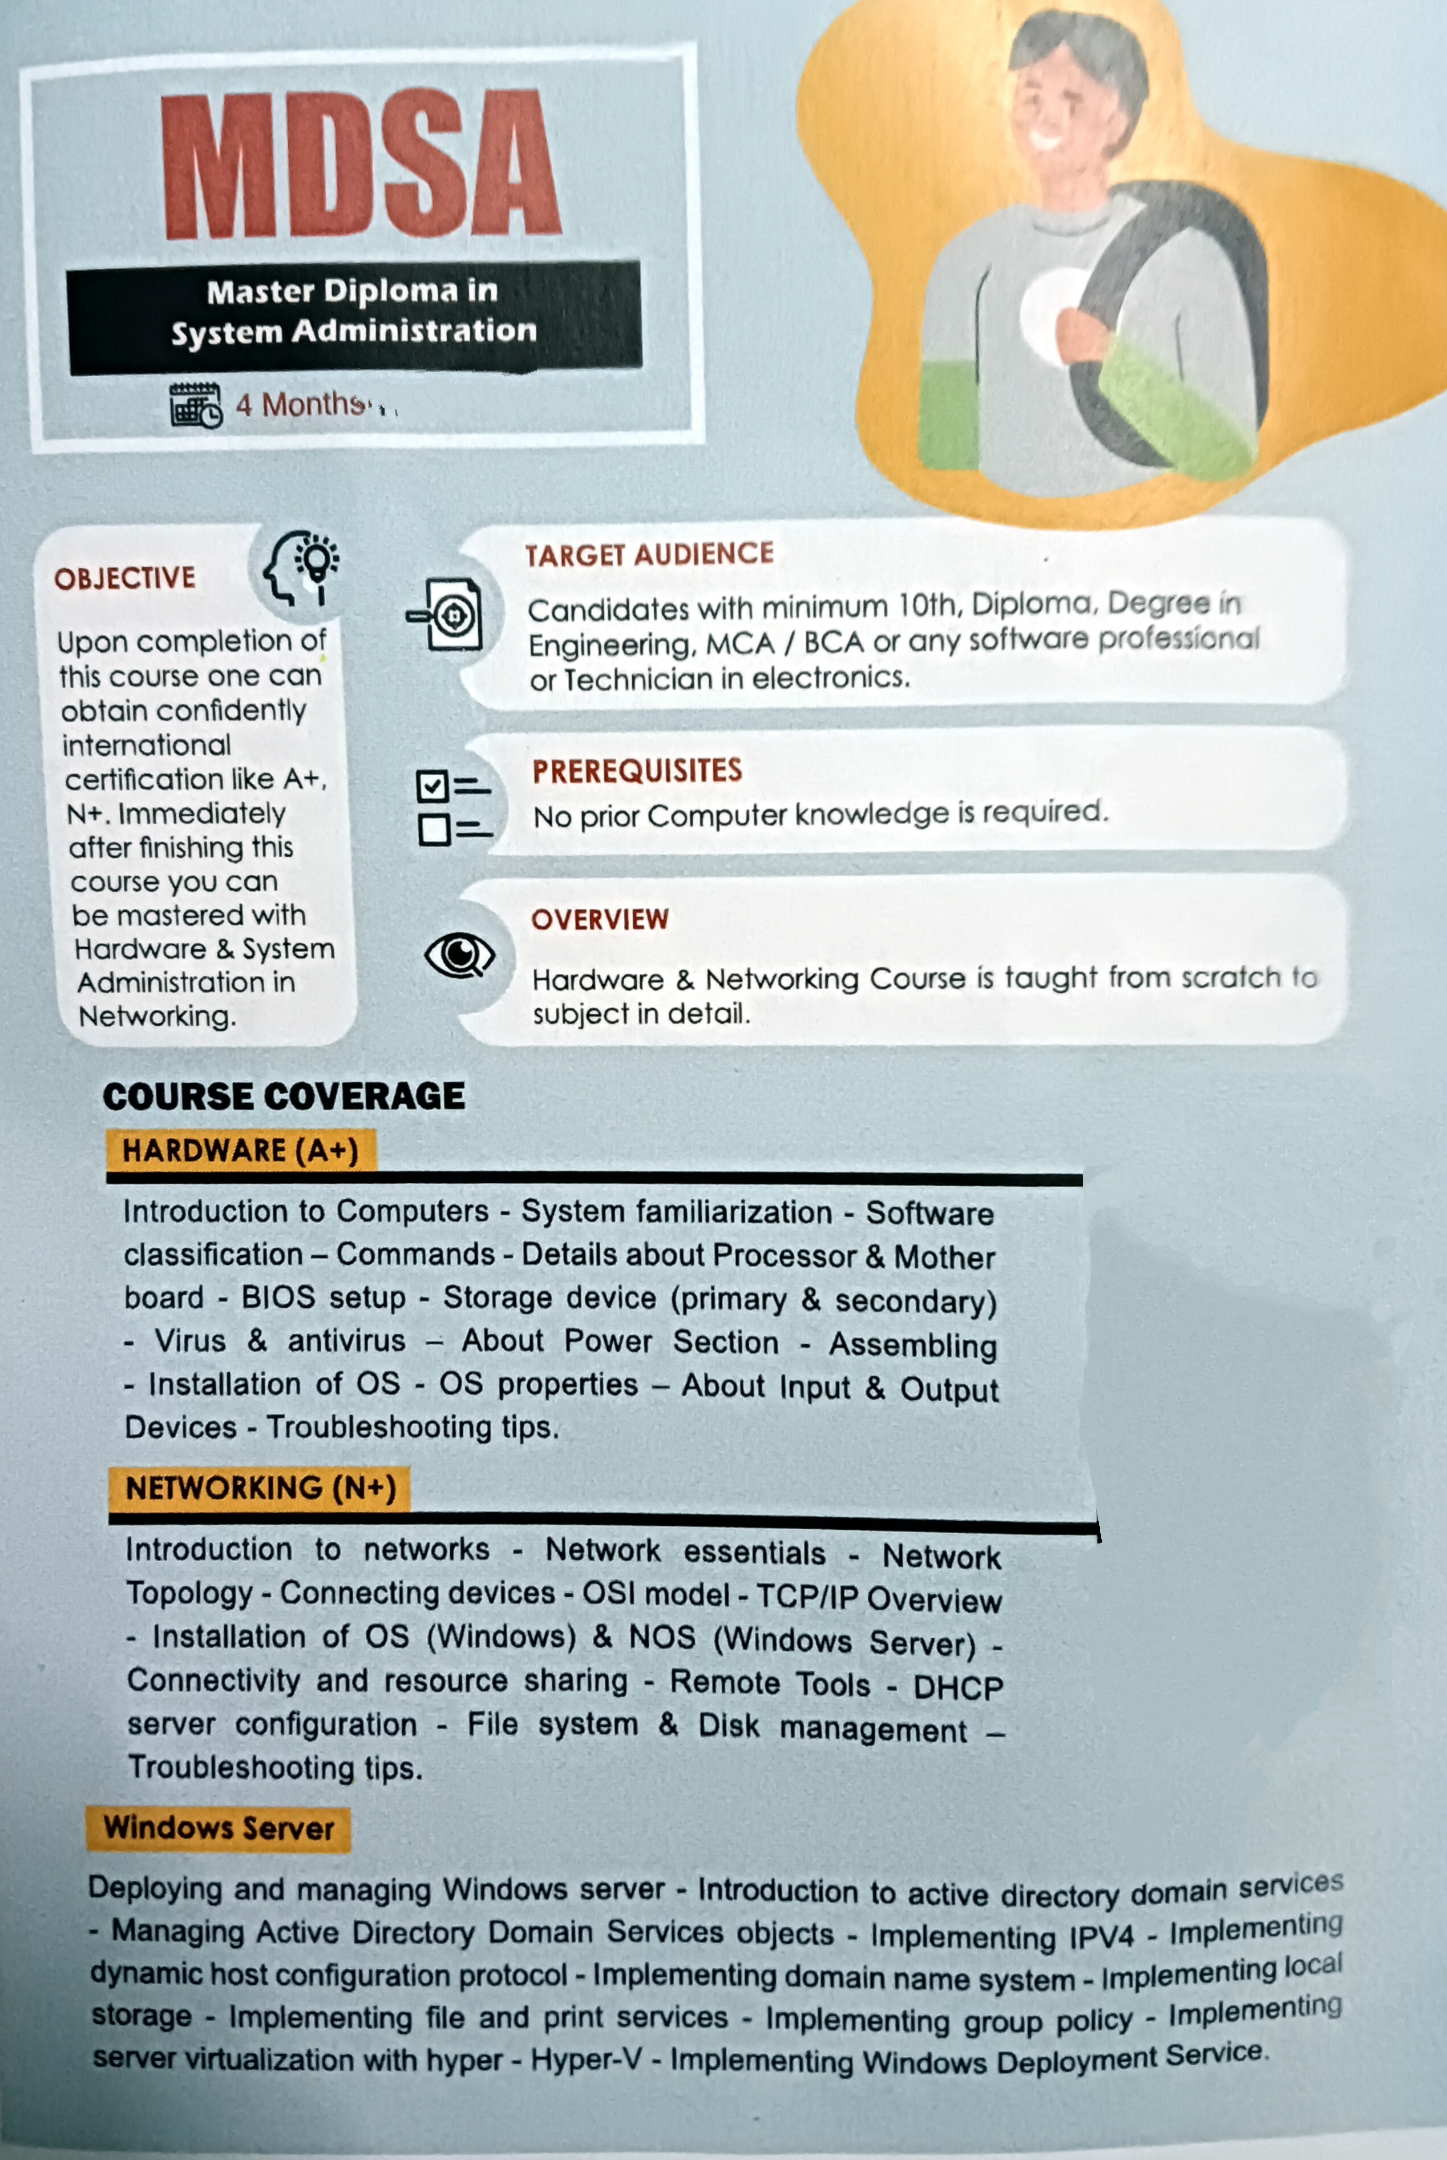 MDSA
Master Diploma in
System Administration
4 Months
OBJECTIVE
Upon completion of
this course one can
obtain confidently
international
certification like A+,
N+. Immediately
after finishing this
course you can
be mastered with
Hardware & System
Administration in
Networking.
TARGET AUDIENCE
Candidates with minimum 10th, Diploma, Degree in
Engineering, MCA / BCA or any software professional
or Technician in electronics.
PREREQUISITES
No prior Computer knowledge is required.
OVERVIEW
Hardware & Networking Course is taught from scratch to
subject in detail.
COURSE COVERAGE
HARDWARE (A+)
Introduction to Computers - System familiarization - Software
classification – Commands - Details about Processor & Mother
board - BIOS setup - Storage device (primary & secondary)
- Virus & antivirus – About Power Section - Assembling
- Installation of OS - OS properties – About Input & Output
Devices - Troubleshooting tips.
NETWORKING (N+)
Introduction to networks - Network essentials - Network
Topology - Connecting devices - OSI model - TCP/IP Overview
- Installation of OS (Windows) & NOS (Windows Server) -
Connectivity and resource sharing - Remote Tools - DHCP
server configuration - File system & Disk management –
Troubleshooting tips.
Windows Server
Deploying and managing Windows server - Introduction to active directory domain services
- Managing Active Directory Domain Services objects - Implementing IPV4 - Implementing
dynamic host configuration protocol - Implementing domain name system - Implementing local
storage - Implementing file and print services - Implementing group policy - Implementing
server virtualization with hyper - Hyper-V - Implementing Windows Deployment Service.